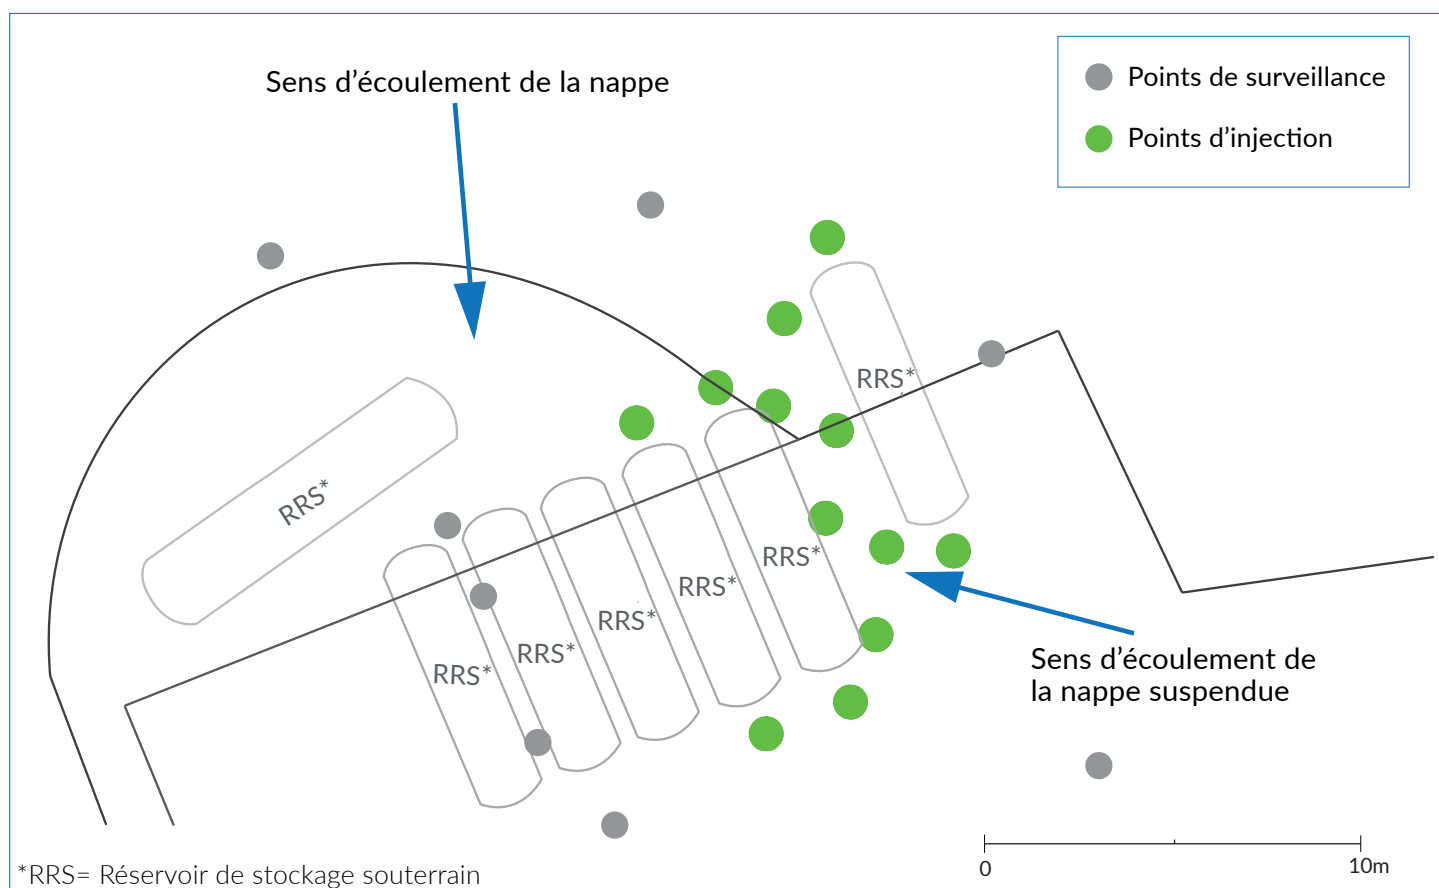 Sens d’écoulement de la nappe
Points de surveillance
Points d’injection
RRS*
RRS*
RRS*
RRS*
RRS*
RRS*
RRS*
Sens d’écoulement de
la nappe suspendue
0
10m
*RRS= Réservoir de stockage souterrain